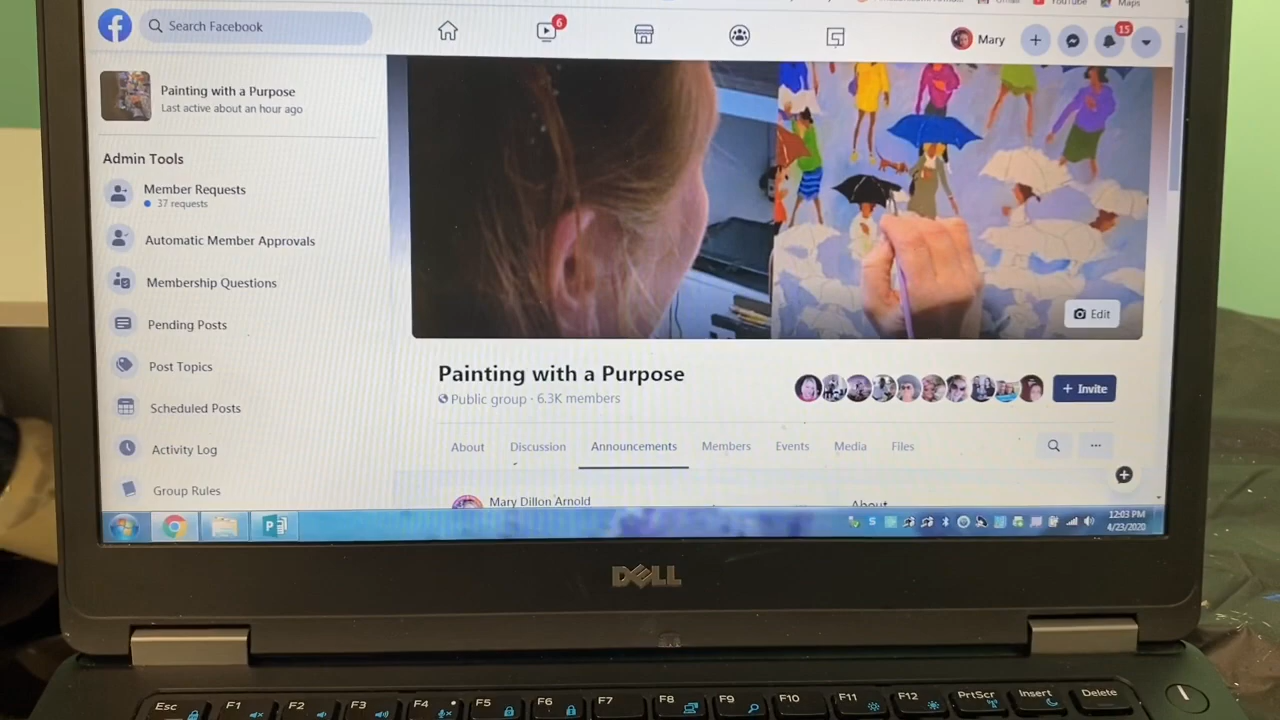 Gmail
YouTube
Maps
Search Facebook
6
Mary
15
Painting with a Purpose
Last active about an hour ago
Admin Tools
Member Requests
37 requests
Automatic Member Approvals
Membership Questions
Pending Posts
Post Topics
Scheduled Posts
Activity Log
Group Rules
Edit
Painting with a Purpose
Public group · 6.3K members
+ Invite
About
Discussion
Announcements
Members
Events
Media
Files
Mary Dillon Arnold
About
12:03 PM
4/23/2020
DELL
Esc
F1
F2
F3
F4
F5
F6
F7
F8
F9
F10
F11
F12
PrtScr
Insert
Delete